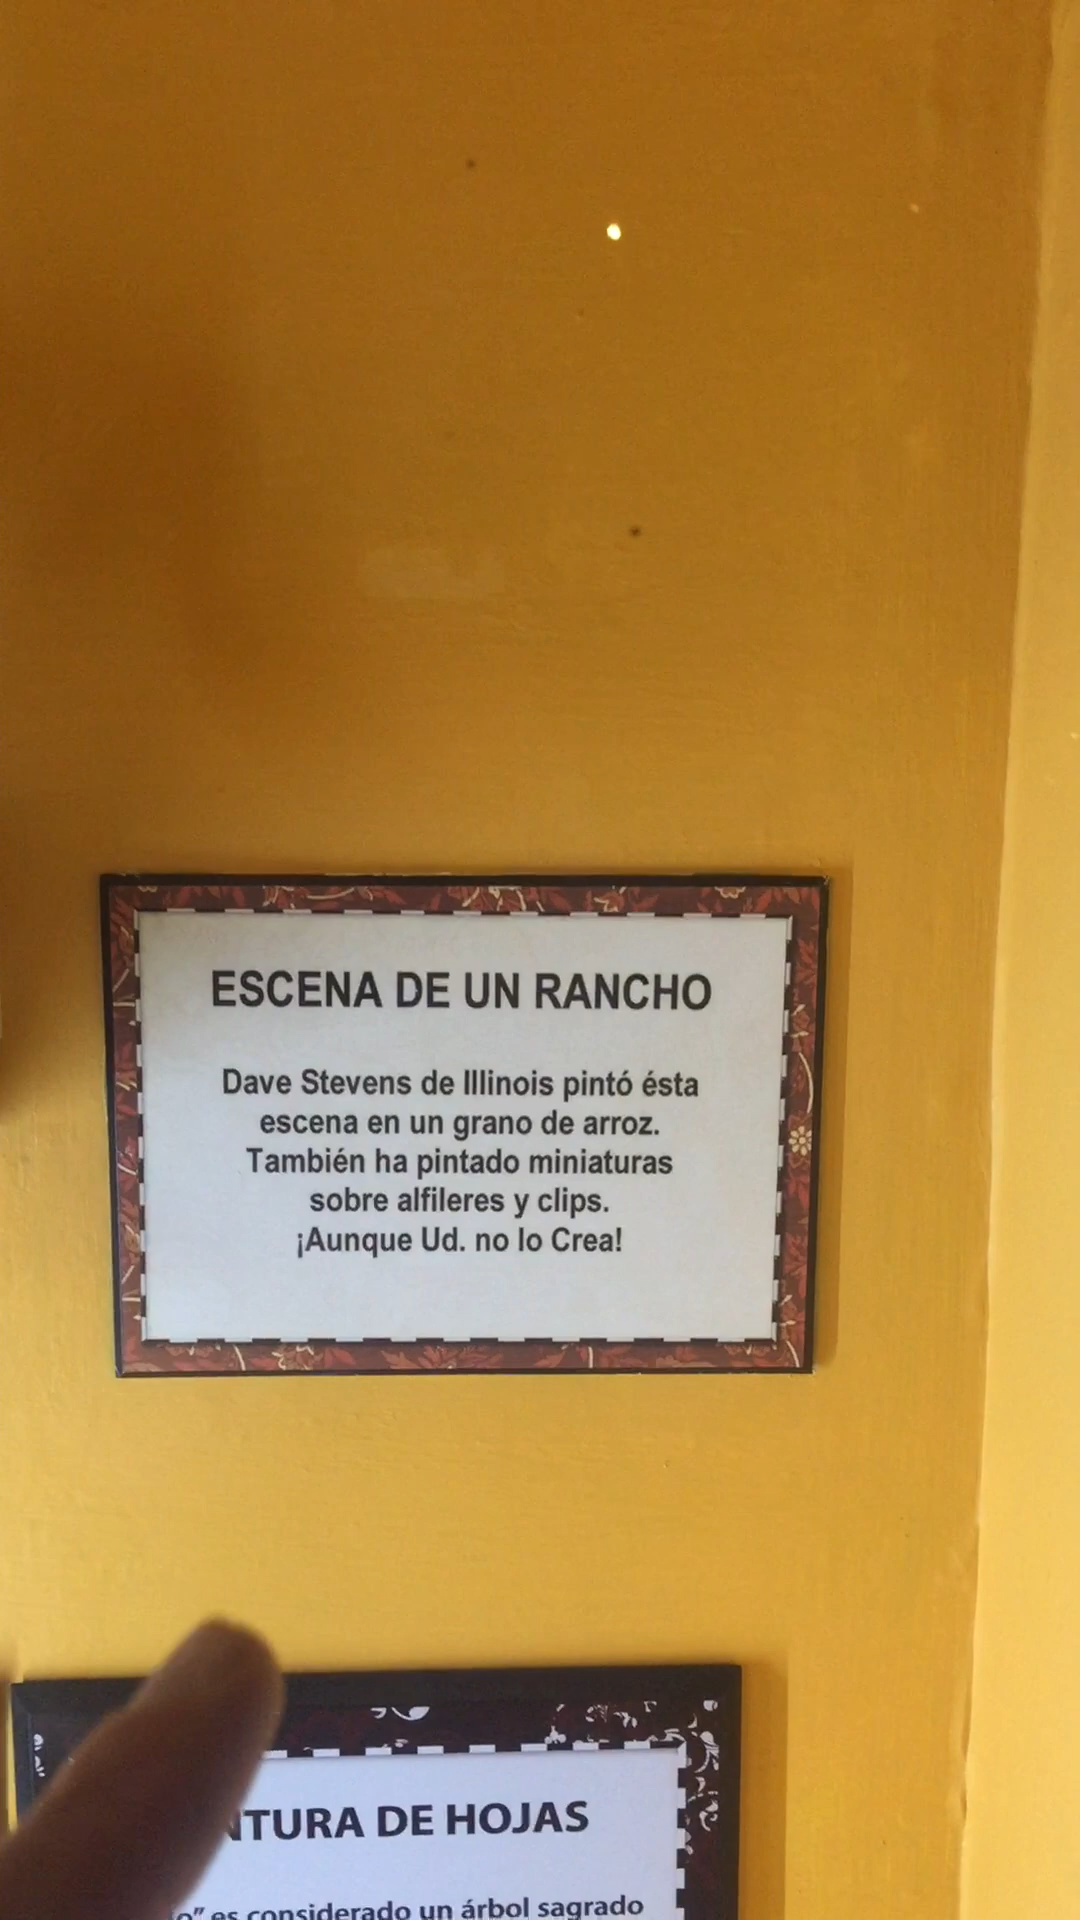 ESCENA DE UN RANCHO
Dave Stevens de Illinois pintó ésta
escena en un grano de arroz.
También ha pintado miniaturas
sobre alfileres y clips.
¡Aunque Ud. no lo Crea!
DE HOJAS
es considerado un árbol sagrado